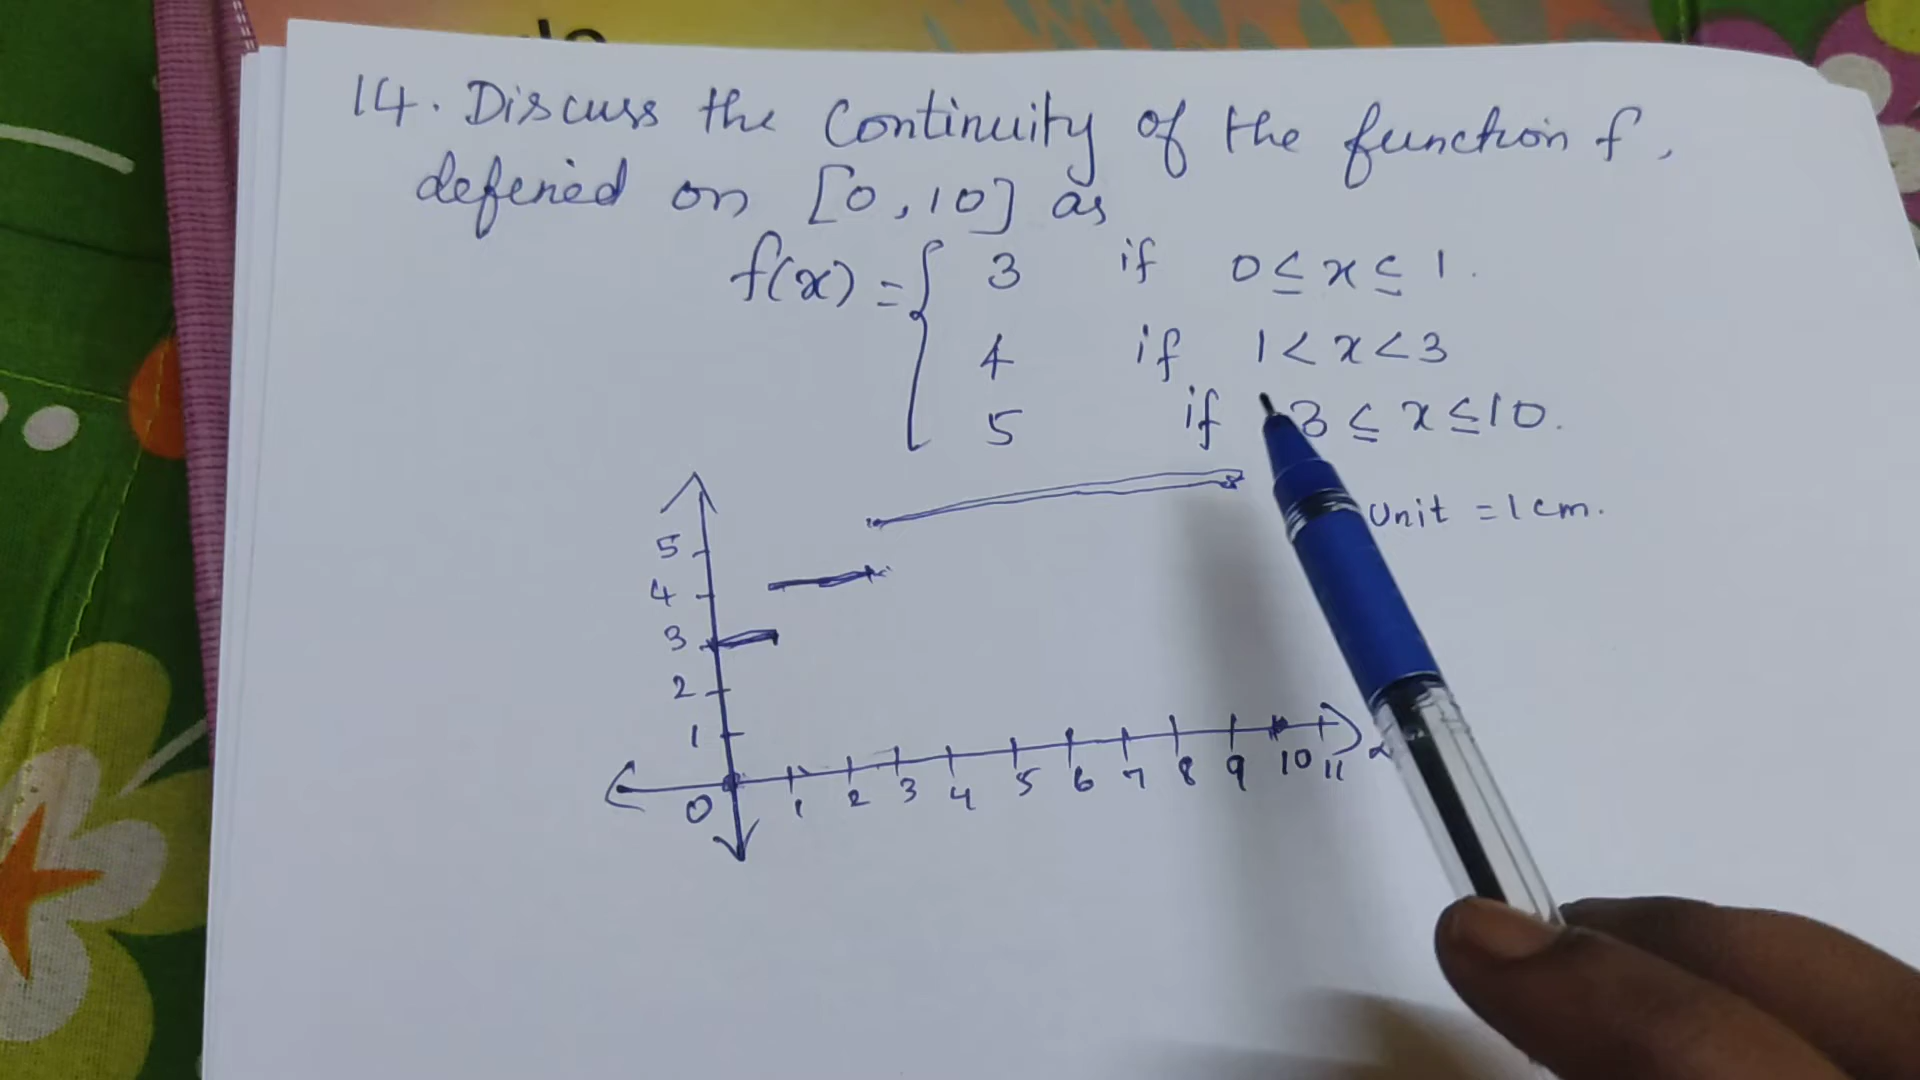 14. Discuss the Continuity of the function f,
defenied on [0,10] as
f(x) = { 3 if 0 ≤ x ≤ 1.
4 if 1 < x < 3
5 if 3 ≤ x ≤ 10.
Unit = 1cm.
5
4
3
2
1
0 1 2 3 4 5 6 7 8 9 10 11